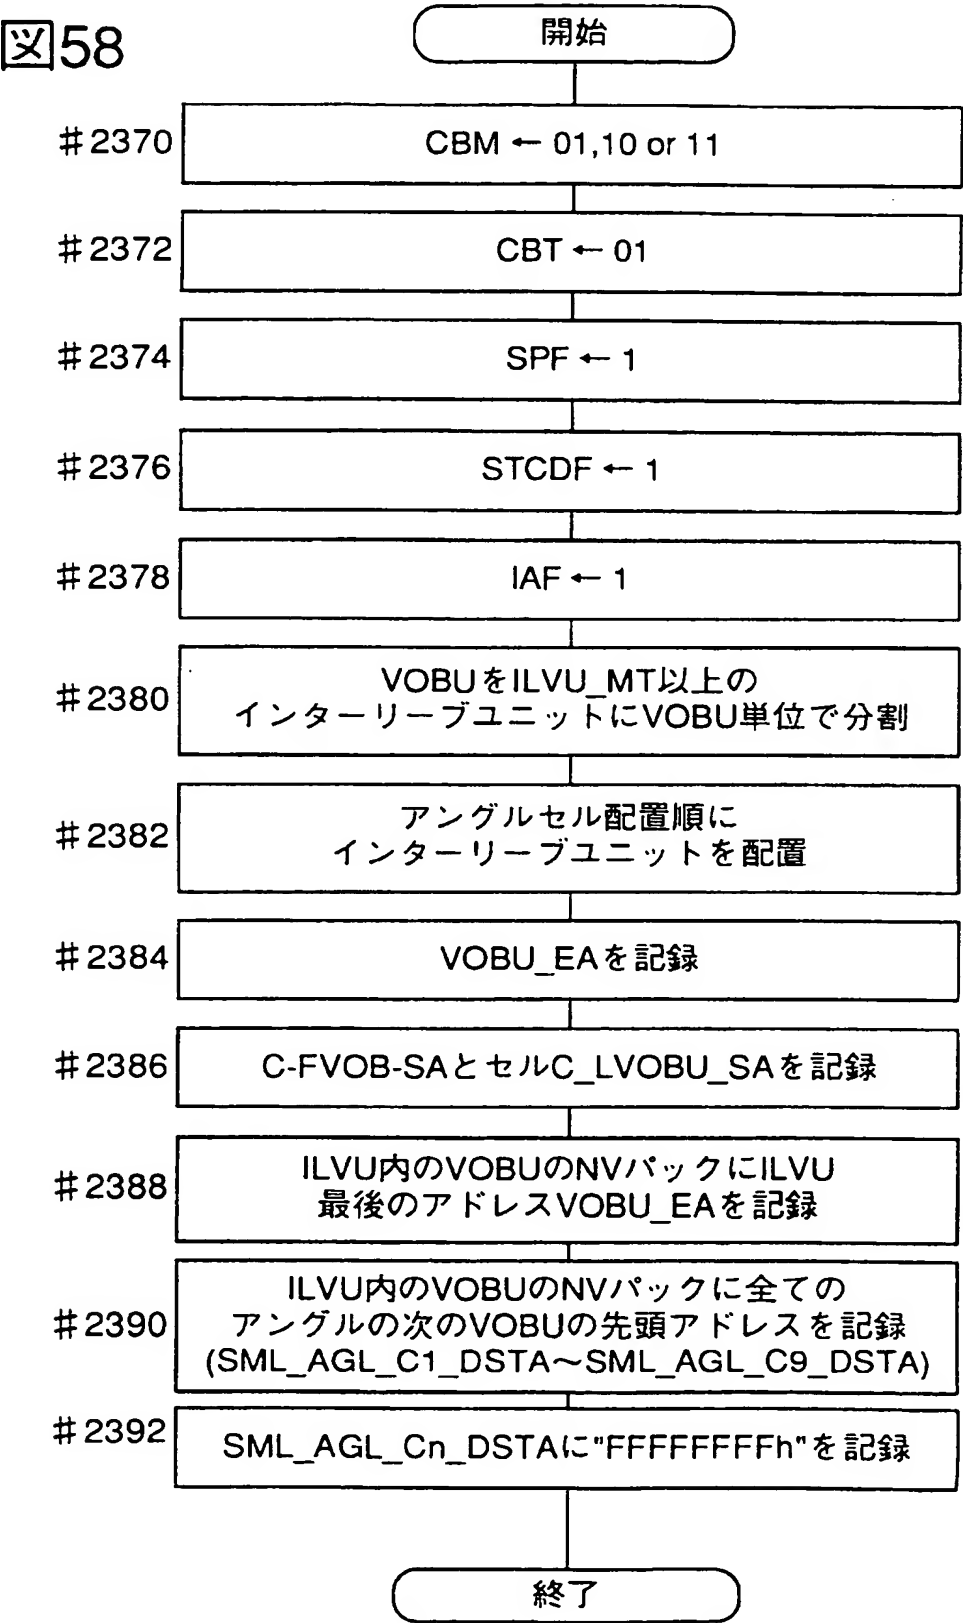 図58
開始
#2370
CBM ← 01,10 or 11
#2372
CBT ← 01
#2374
SPF ← 1
#2376
STCDF ← 1
#2378
IAF ← 1
#2380
VOBUをILVU_MT以上の
インターリーブユニットにVOBU単位で分割
#2382
アングルセル配置順に
インターリーブユニットを配置
#2384
VOBU_EAを記録
#2386
C-FVOB-SAとセルC_LVOBU_SAを記録
#2388
ILVU内のVOBUのNVパックにILVU
最後のアドレスVOBU_EAを記録
#2390
ILVU内のVOBUのNVパックに全ての
アングルの次のVOBUの先頭アドレスを記録
(SML_AGL_C1_DSTA～SML_AGL_C9_DSTA)
#2392
SML_AGL_Cn_DSTAに"FFFFFFFFh"を記録
終了